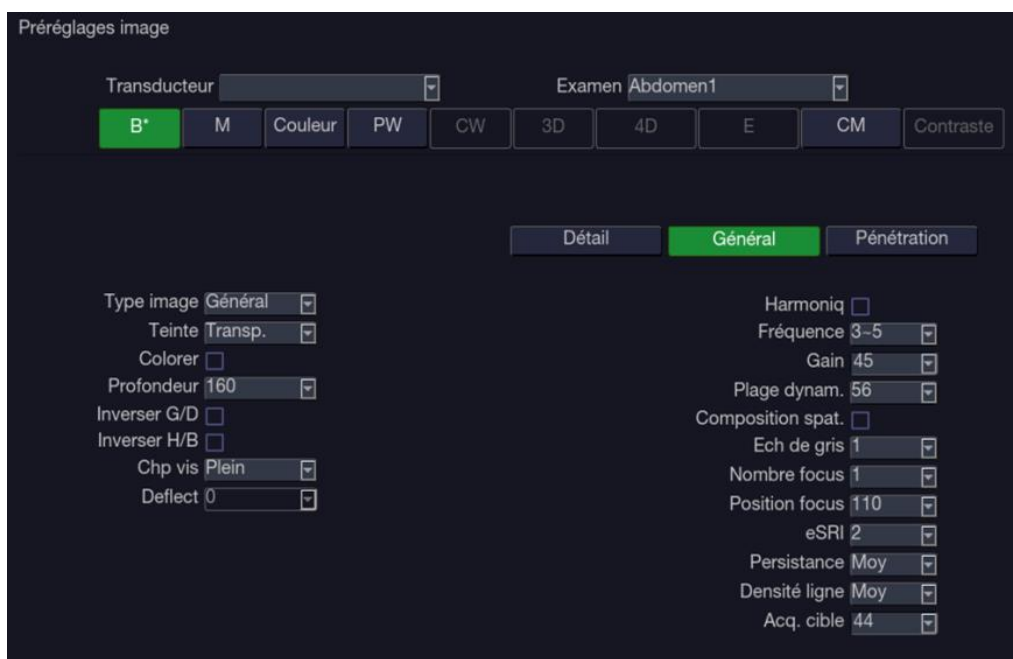 Préréglages image
Transducteur Examen Abdomen1
B* M Couleur PW CW 3D 4D E CM Contraste
Détail Général Pénétration
Type image Général
Teinte Transp.
Colorer
Profondeur 160
Inverser G/D
Inverser H/B
Chp vis Plein
Deflect 0
Harmoniq
Fréquence 3~5
Gain 45
Plage dynam. 56
Composition spat.
Ech de gris 1
Nombre focus 1
Position focus 110
eSRI 2
Persistance Moy
Densité ligne Moy
Acq. cible 44